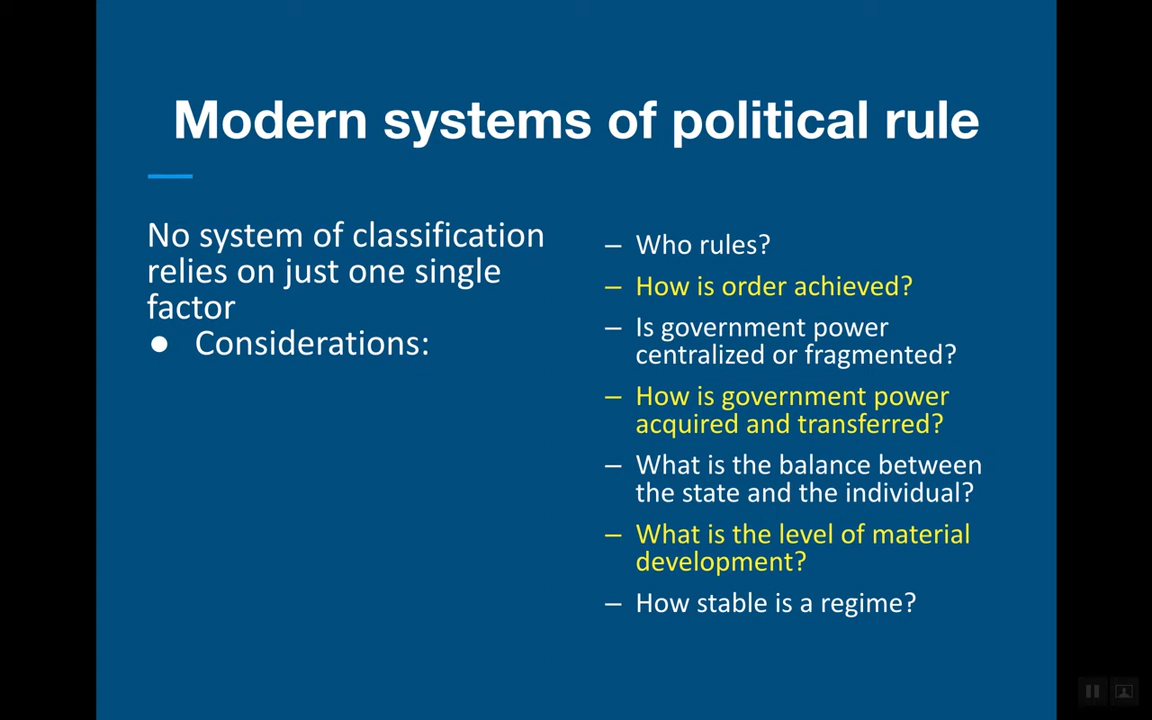 Modern systems of political rule
No system of classification
relies on just one single
factor
● Considerations:
– Who rules?
– How is order achieved?
– Is government power
centralized or fragmented?
– How is government power
acquired and transferred?
– What is the balance between
the state and the individual?
– What is the level of material
development?
– How stable is a regime?